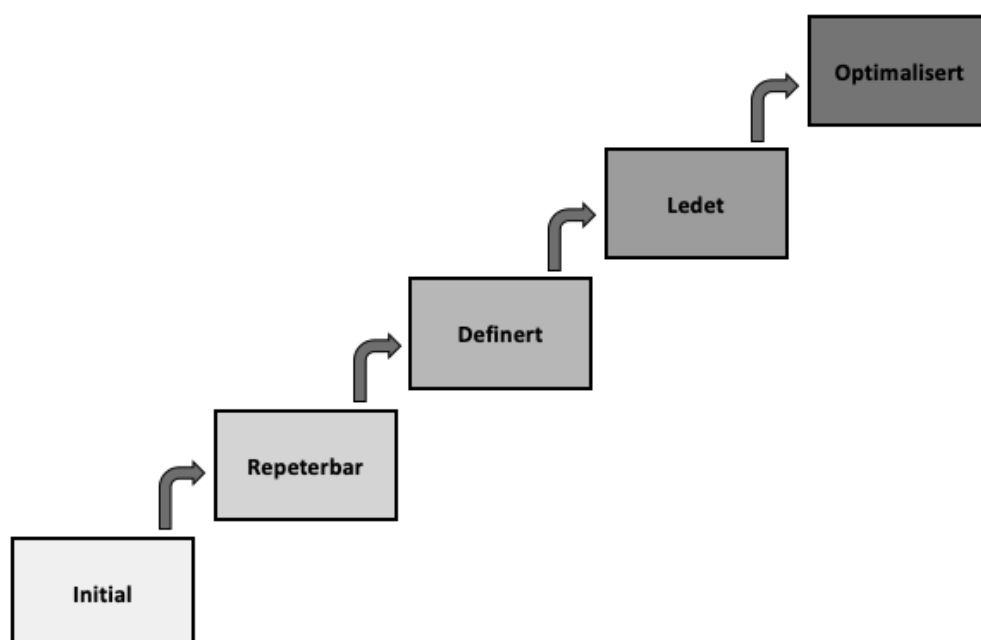 Optimalisert
Ledet
Definert
Repeterbar
Initial